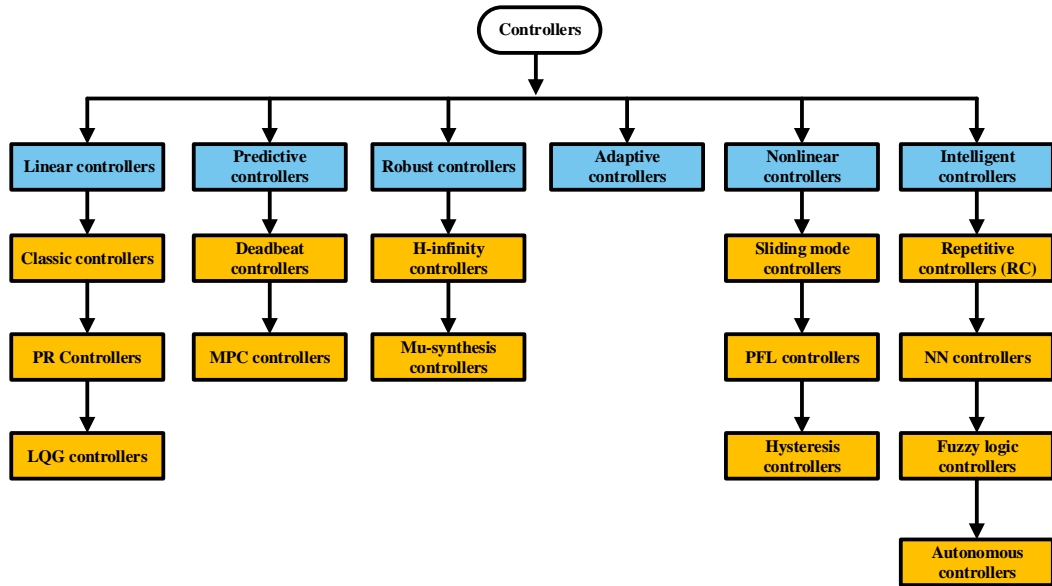 Controllers
Linear controllers
Predictive
controllers
Robust controllers
Adaptive
controllers
Nonlinear
controllers
Intelligent
controllers
Classic controllers
Deadbeat
controllers
H-infinity
controllers
Sliding mode
controllers
Repetitive
controllers (RC)
PR Controllers
MPC controllers
Mu-synthesis
controllers
PFL controllers
NN controllers
LQG controllers
Hysteresis
controllers
Fuzzy logic
controllers
Autonomous
controllers